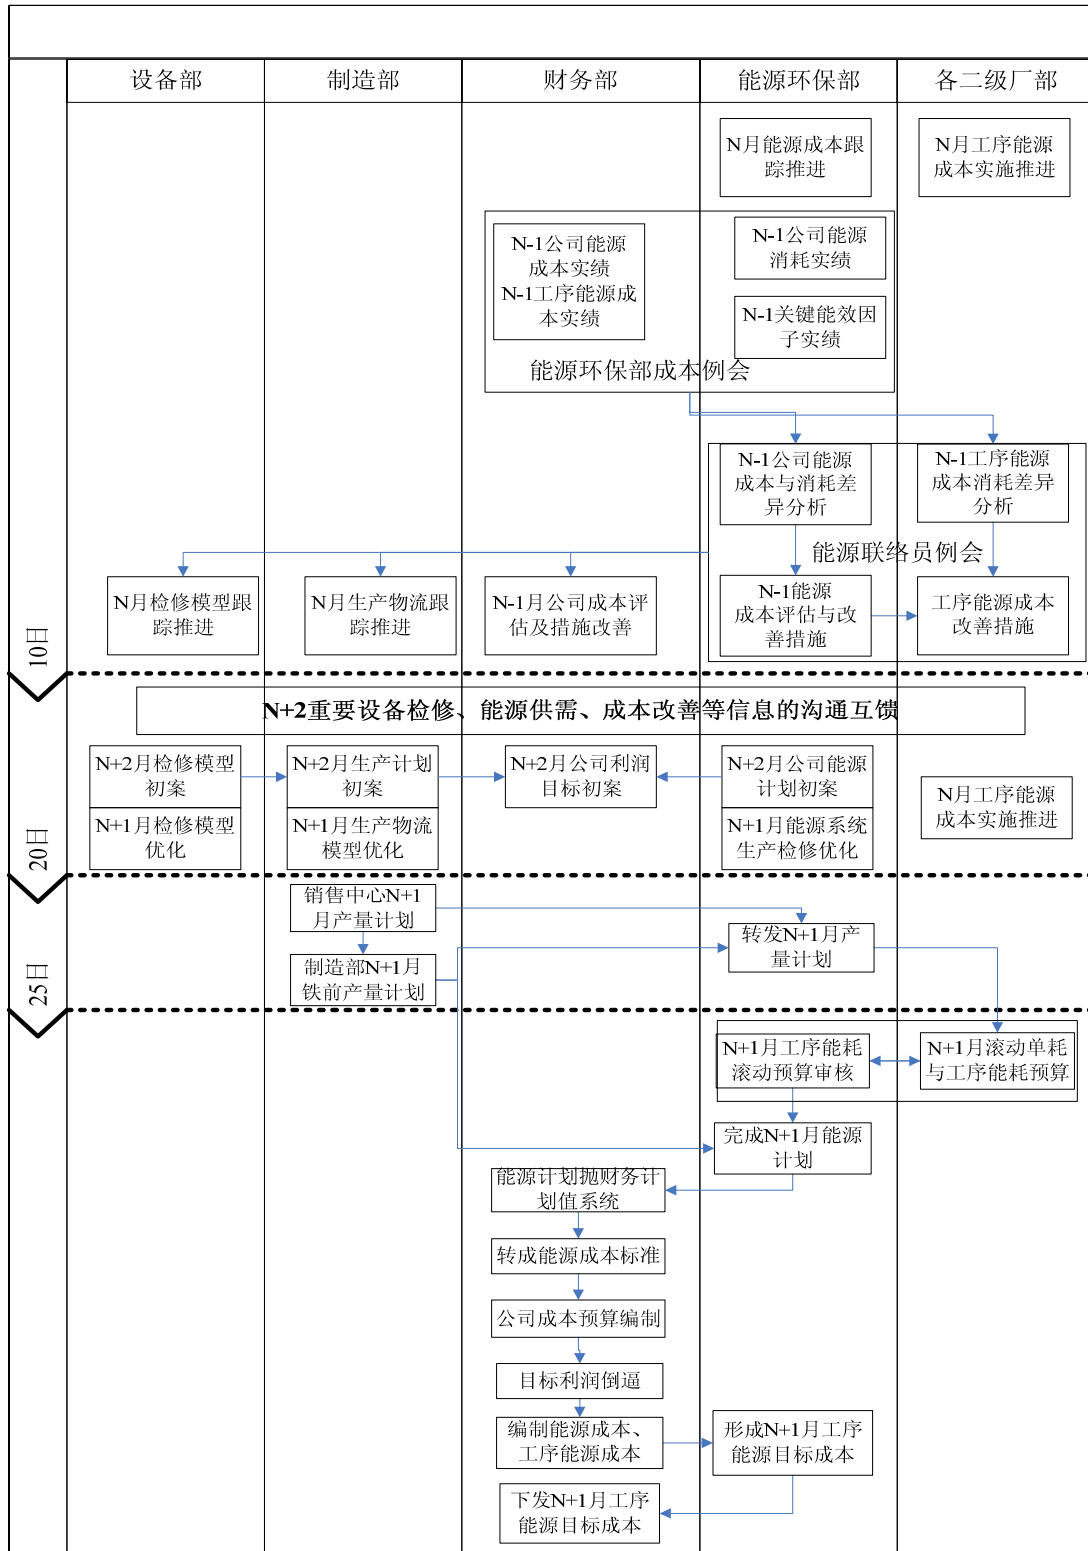 设备部
制造部
财务部
能源环保部
各二级厂部
N月能源成本跟
踪推进
N月工序能源
成本实施推进
N-1公司能源
成本实绩
N-1工序能源成
本实绩
N-1公司能源
消耗实绩
N-1关键能效因
子实绩
能源环保部成本例会
N-1公司能源
成本与消耗差
异分析
N-1工序能源
成本消耗差异
分析
能源联络员例会
N月检修模型跟
踪推进
N月生产物流跟
踪推进
N-1月公司成本评
估及措施改善
N-1能源
成本评估与改
善措施
工序能源成本
改善措施
10日
N+2重要设备检修、能源供需、成本改善等信息的沟通互馈
N+2月检修模型
初案
N+2月生产计划
初案
N+2月公司利润
目标初案
N+2月公司能源
计划初案
N+1月检修模型
优化
N+1月生产物流
模型优化
N+1月能源系统
生产检修优化
N月工序能源
成本实施推进
20日
销售中心N+1
月产量计划
转发N+1月产
量计划
制造部N+1月
铁前产量计划
25日
N+1月工序能耗
滚动预算审核
N+1月滚动单耗
与工序能耗预算
完成N+1月能源
计划
能源计划抛财务计
划值系统
转成能源成本标准
公司成本预算编制
目标利润倒逼
编制能源成本、
工序能源成本
形成N+1月工序
能源目标成本
下发N+1月工序
能源目标成本